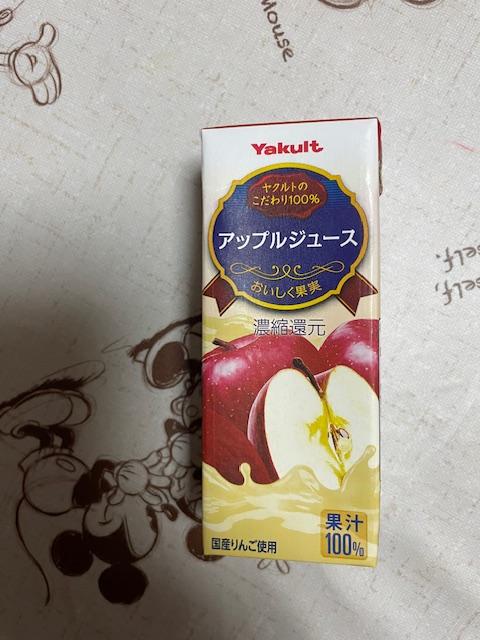 Mouse
Yakult
ヤクルトの
こだわり100%
アップルジュース
おいしく果実
濃縮還元
果汁
100%
国産りんご使用